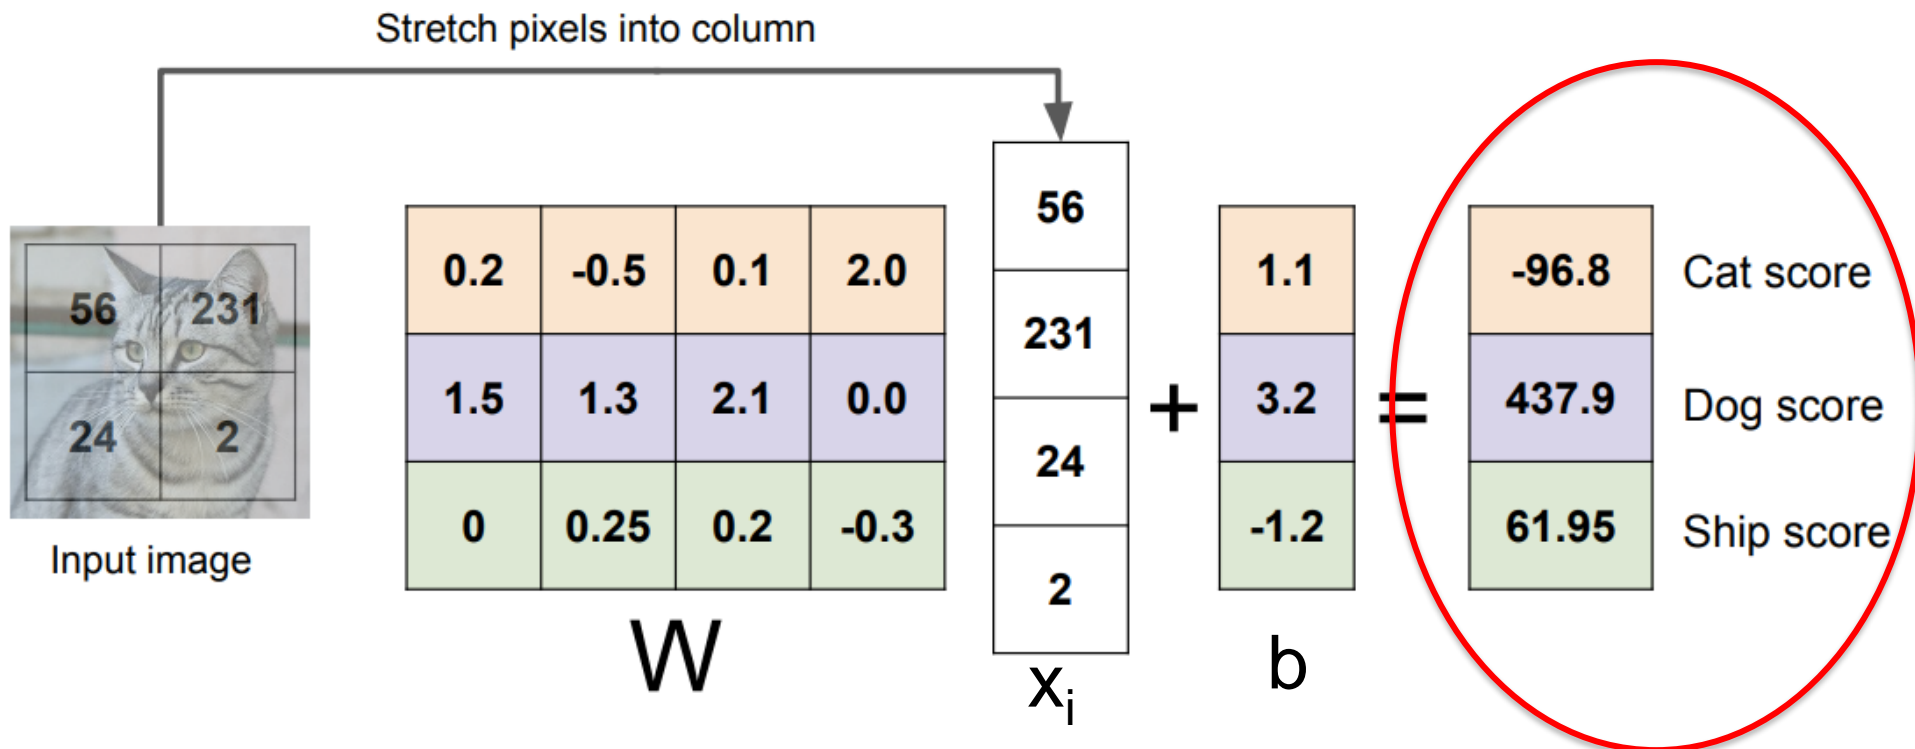 Stretch pixels into column
56 231
24 2
Input image
0.2 -0.5 0.1 2.0
1.5 1.3 2.1 0.0
0 0.25 0.2 -0.3
W
56
231
24
2
xᵢ
+
1.1
3.2
-1.2
b
=
-96.8 Cat score
437.9 Dog score
61.95 Ship score